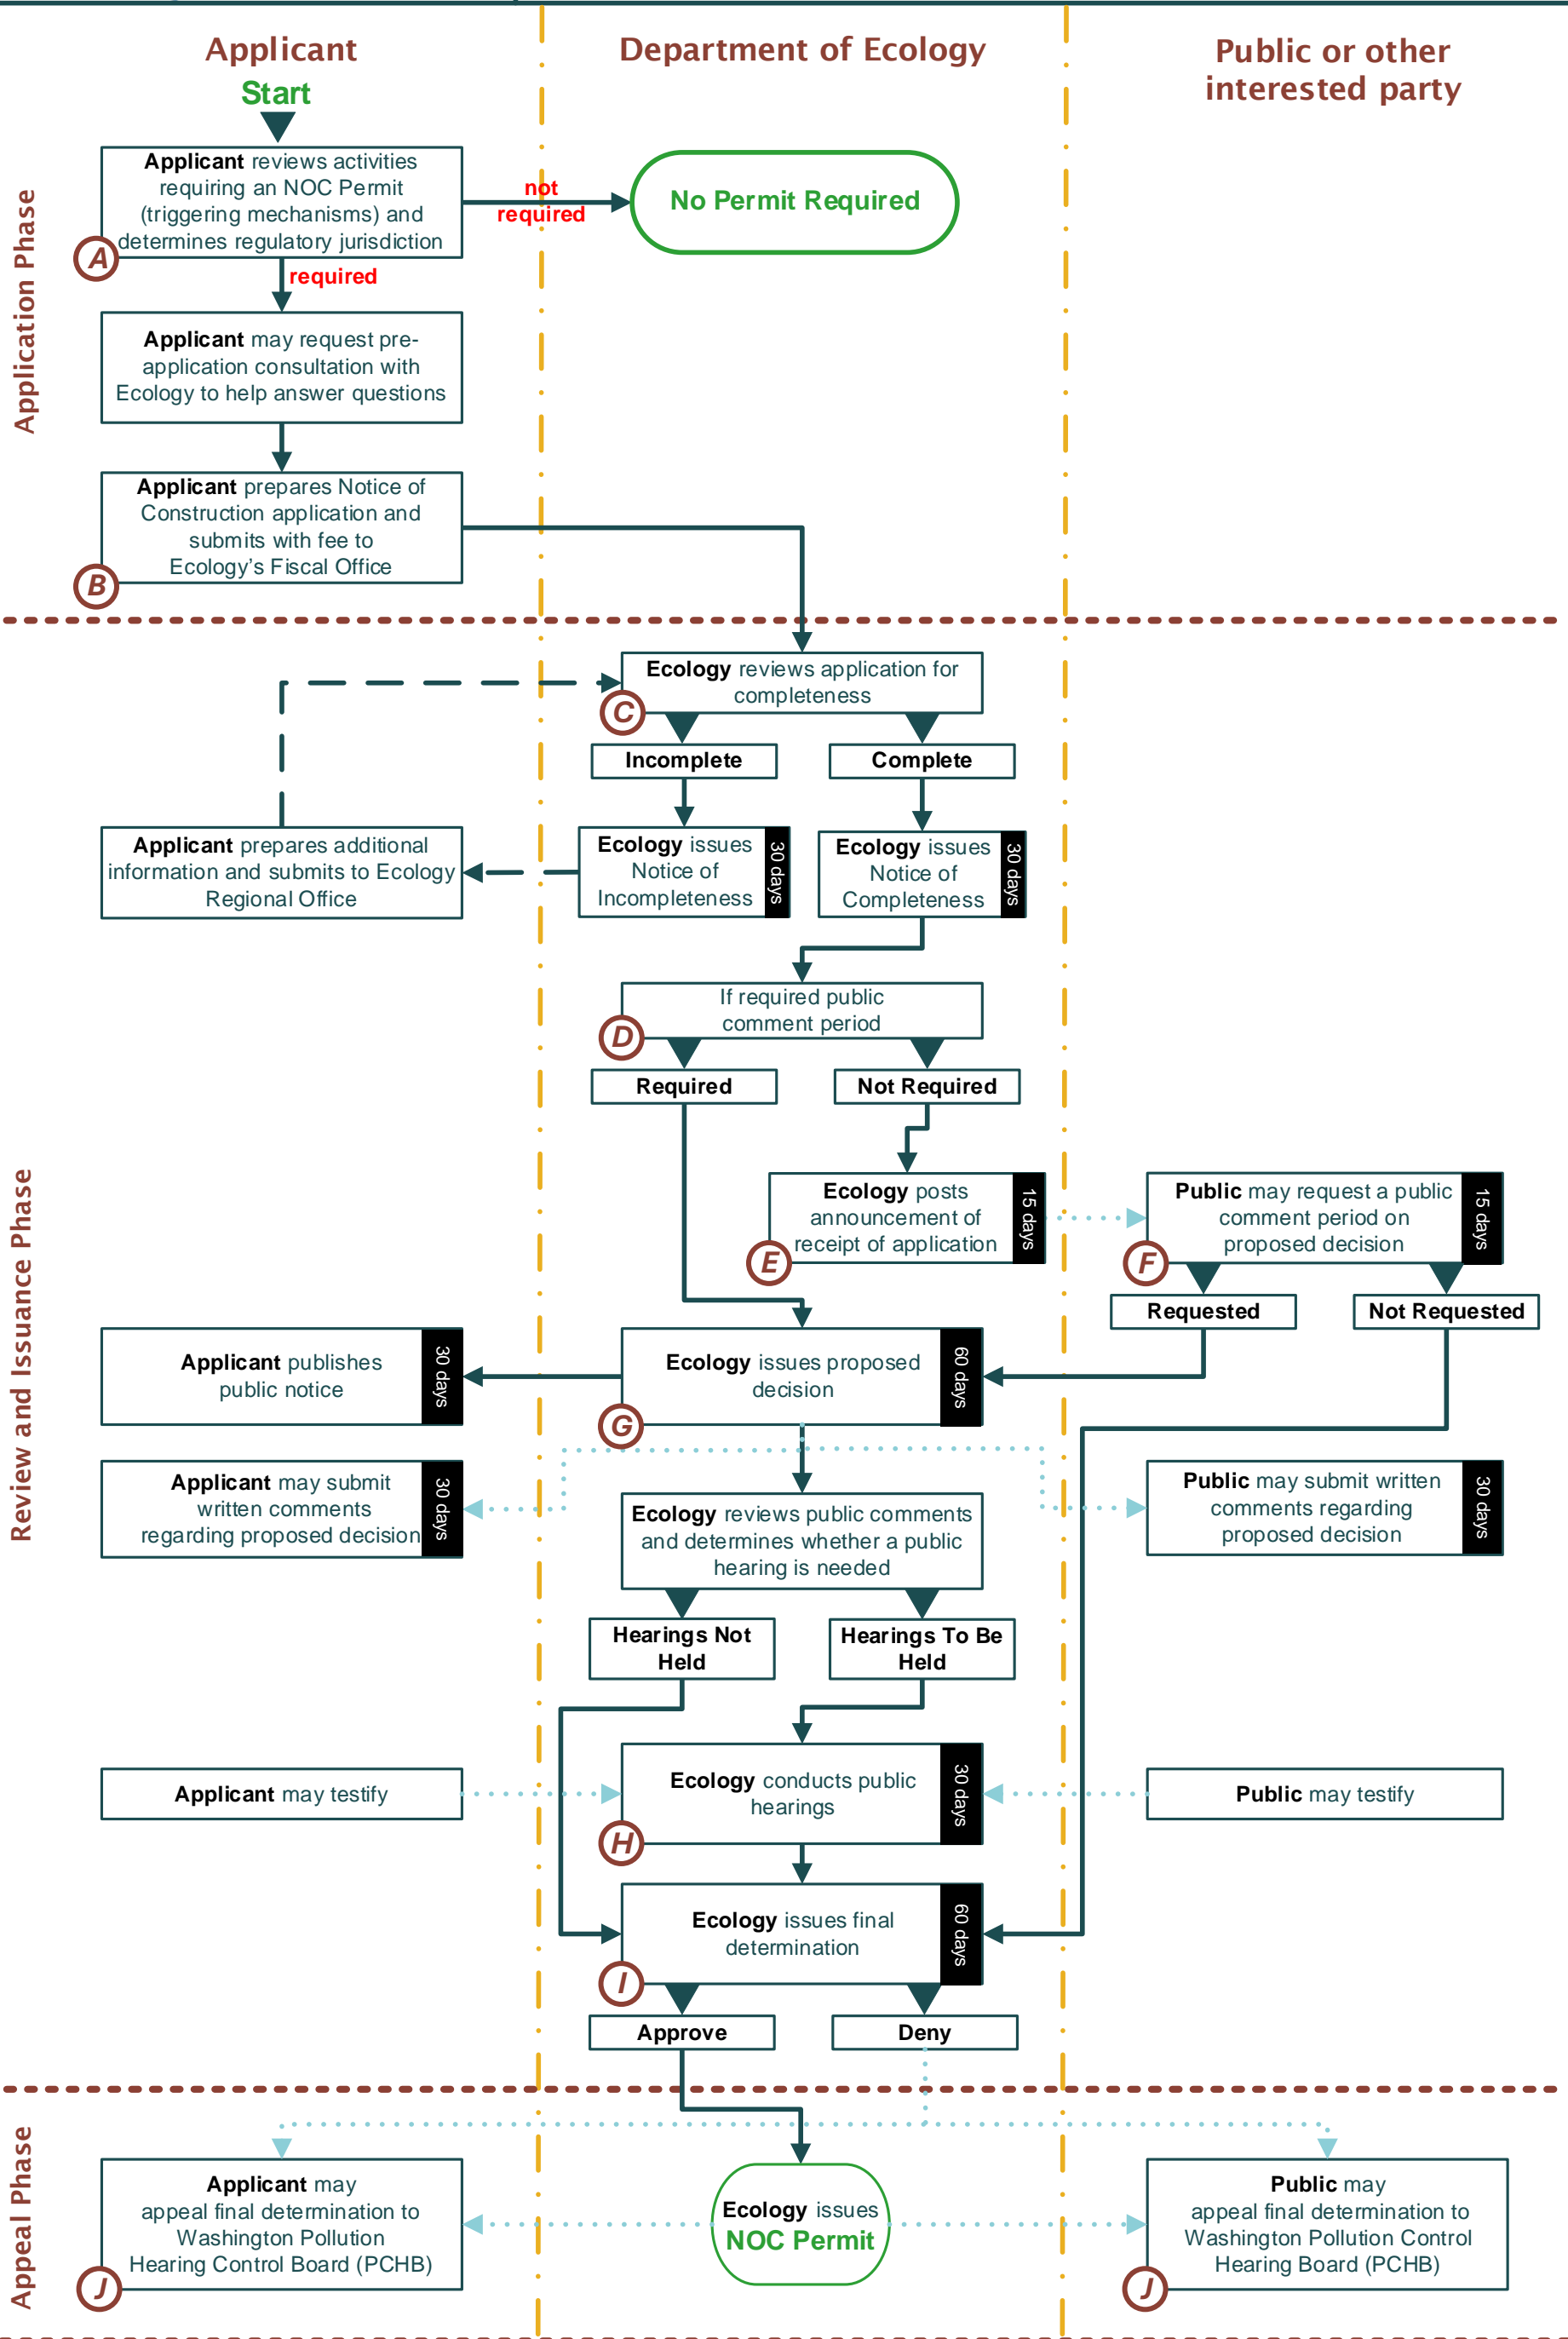 Applicant
Department of Ecology
Public or other
interested party
Start
Application Phase
Applicant reviews activities
requiring an NOC Permit
(triggering mechanisms) and
determines regulatory jurisdiction
A
not
required
No Permit Required
required
Applicant may request pre-
application consultation with
Ecology to help answer questions
Applicant prepares Notice of
Construction application and
submits with fee to
Ecology’s Fiscal Office
B
Review and Issuance Phase
Ecology reviews application for
completeness
C
Incomplete
Complete
Applicant prepares additional
information and submits to Ecology
Regional Office
Ecology issues
Notice of
Incompleteness
30 days
Ecology issues
Notice of
Completeness
30 days
If required public
comment period
D
Required
Not Required
Ecology posts
announcement of
receipt of application
15 days
E
Public may request a public
comment period on
proposed decision
15 days
F
Requested
Not Requested
Applicant publishes
public notice
30 days
Ecology issues proposed
decision
60 days
G
Applicant may submit
written comments
regarding proposed decision
30 days
Public may submit written
comments regarding
proposed decision
30 days
Ecology reviews public comments
and determines whether a public
hearing is needed
Hearings Not
Held
Hearings To Be
Held
Applicant may testify
Ecology conducts public
hearings
30 days
H
Public may testify
Ecology issues final
determination
60 days
I
Approve
Deny
Appeal Phase
Applicant may
appeal final determination to
Washington Pollution
Hearing Control Board (PCHB)
J
Ecology issues
NOC Permit
Public may
appeal final determination to
Washington Pollution Control
Hearing Board (PCHB)
J